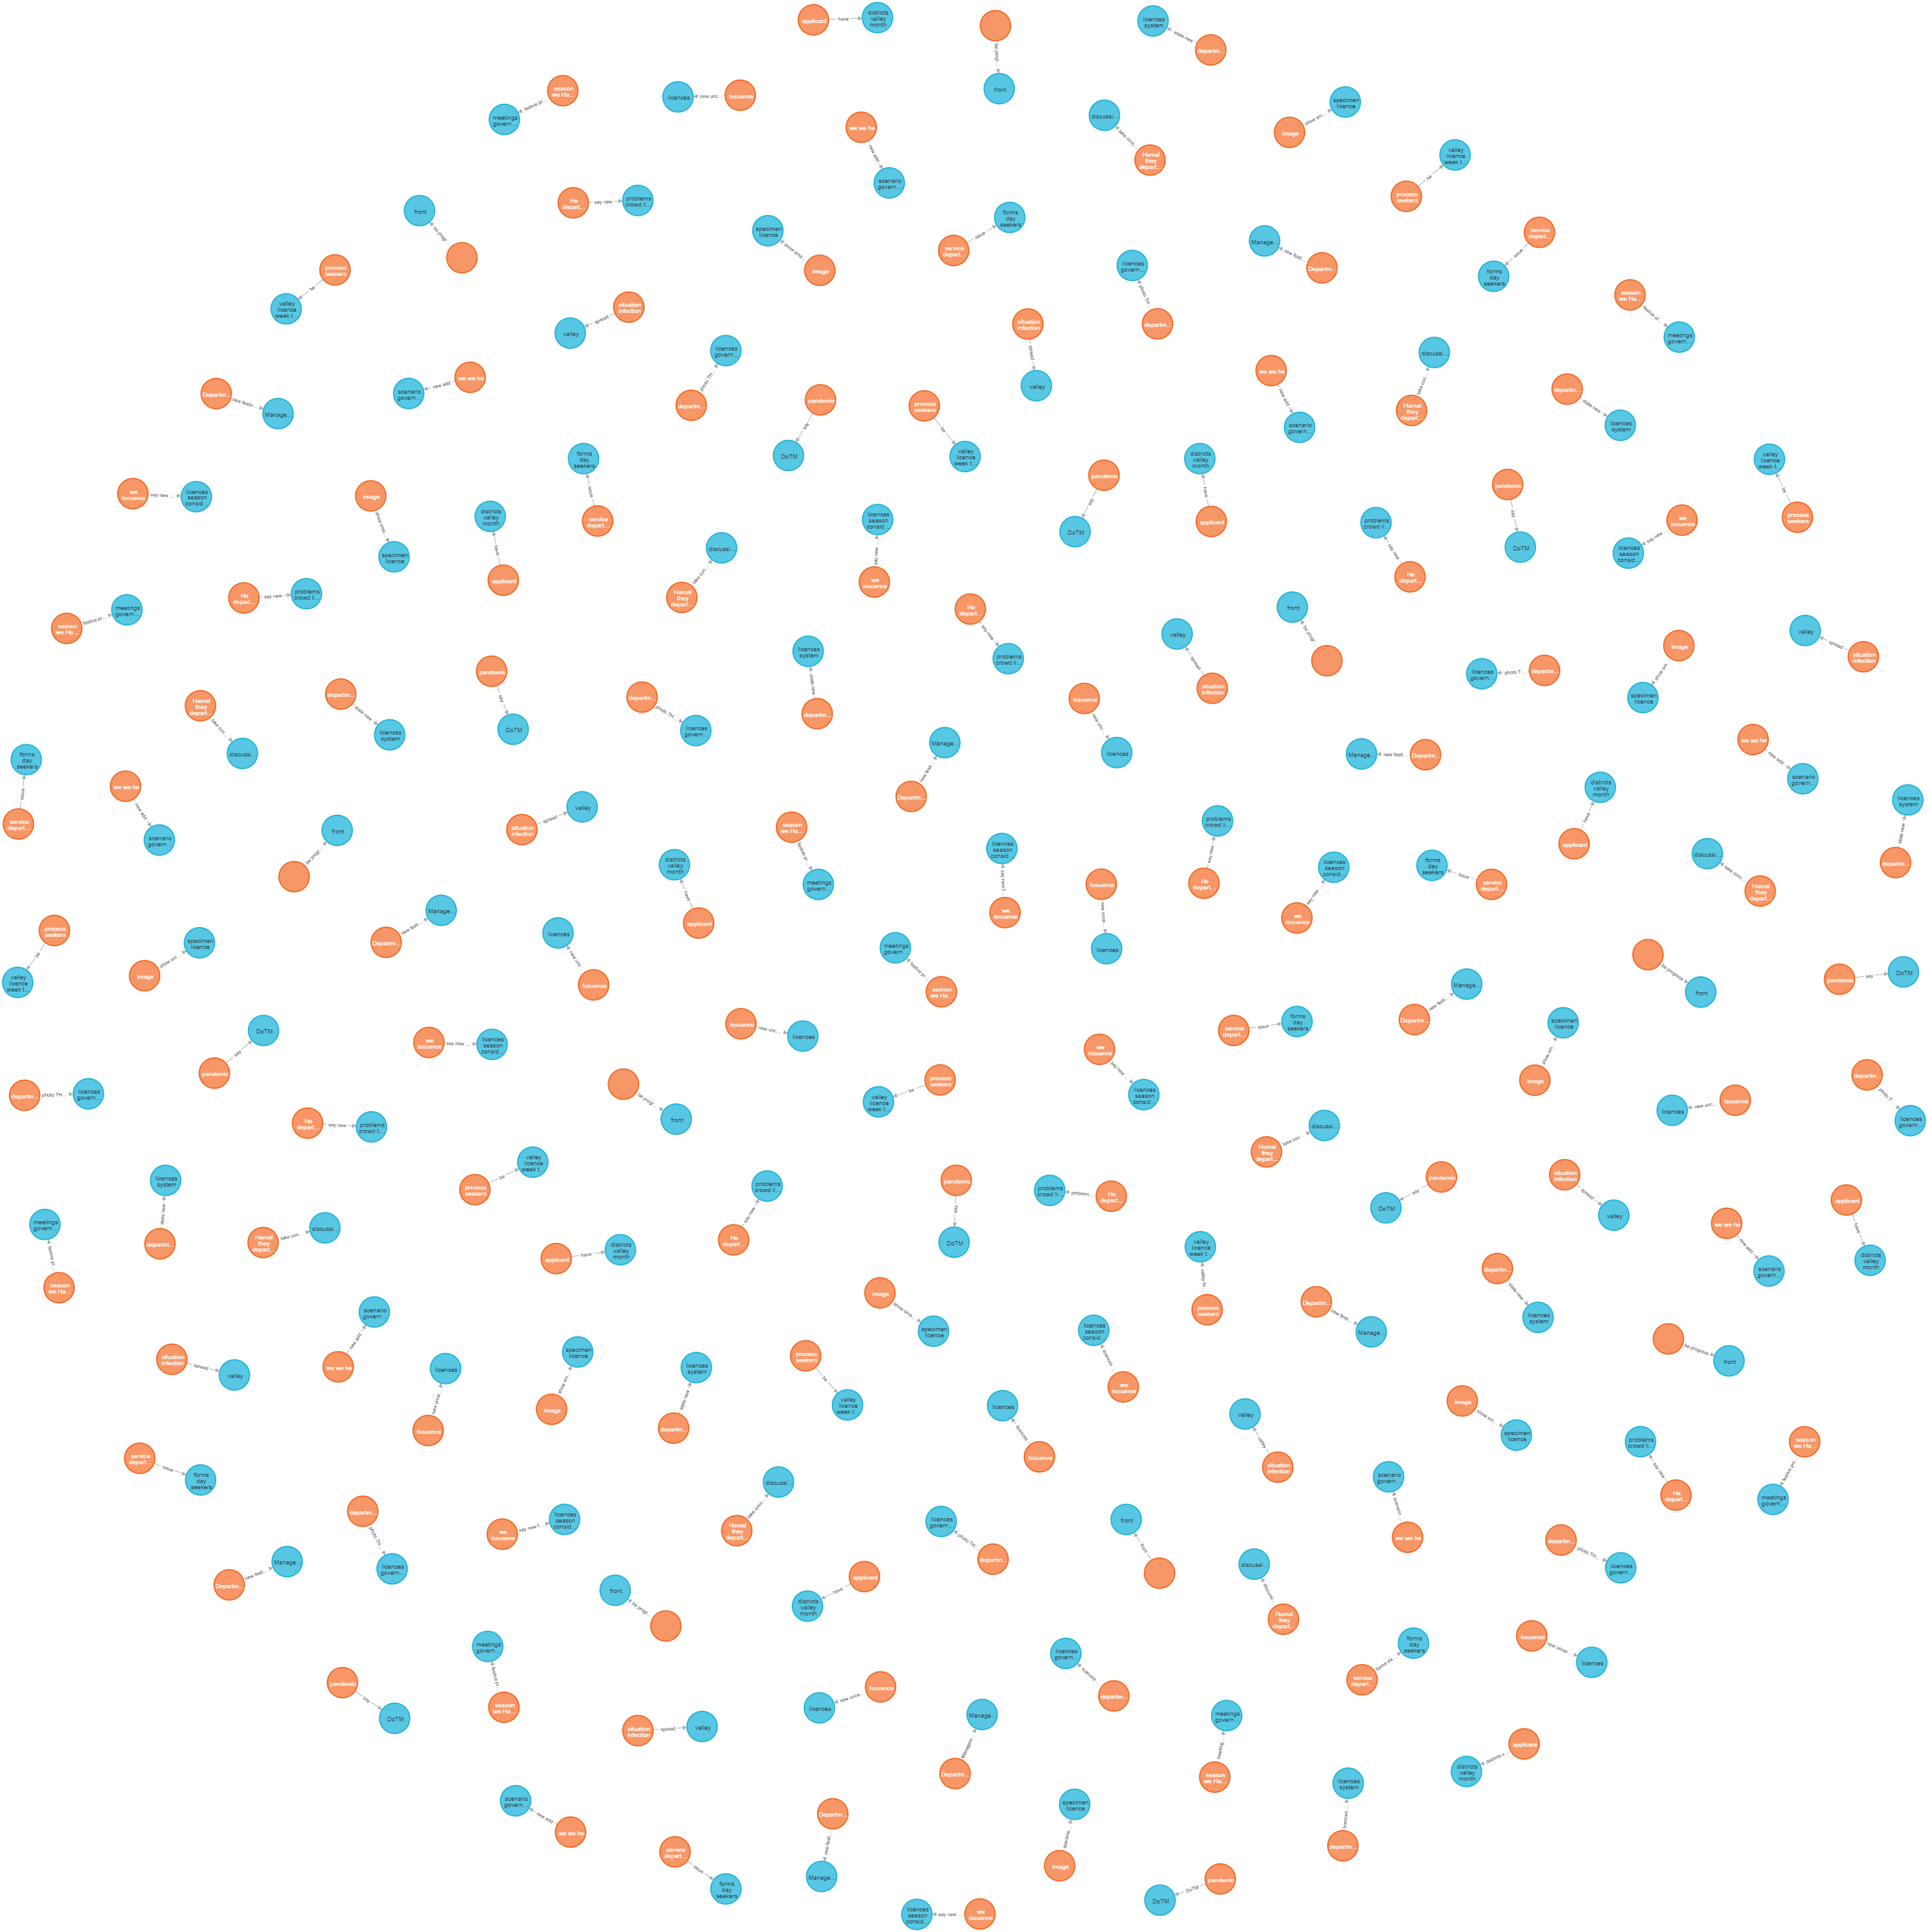 applicant
have
districts
valley
month
be progr...
front
licences
system
state new
departm...
season
we Ha...
festive pr...
meetings
govern...
licences
new unc...
Issuance
we we he
new add
scenario
govern...
discussi...
take conc...
Hamal
they
depart...
specimen
licence
show sm...
image
valley
licence
week t...
be
process
seekers
He
depart...
say new
problems
crowd li...
front
be progr...
specimen
licence
show sma...
image
forms
day
seekers
issue
service
depart...
Manage...
new festi...
Departm...
service
depart...
issue
forms
day
seekers
process
seekers
be
valley
licence
week t...
licences
govern...
photo TH...
departm...
season
we Ha...
festive pr...
meetings
govern...
situation
infection
spread
valley
situation
infection
spread
valley
licences
govern...
photo TH...
departm...
discussi...
take con...
Hamal
they
depart...
Departm...
new festiv...
Manage...
we we he
new add
scenario
govern...
pandemic
say
DoTM
process
seekers
be
valley
licence
week t...
we we he
new add
scenario
govern...
departm...
state new
licences
system
forms
day
seekers
issue
service
depart...
districts
valley
month
have
applicant
pandemic
say
DoTM
pandemic
say
DoTM
valley
licence
week t...
be
process
seekers
we
issuance
say new ...
licences
season
consid...
image
show sma...
specimen
licence
districts
valley
month
have
applicant
licences
season
consid...
say new ...
we
issuance
problems
crowd li...
say new
He
depart...
we
issuance
say new
licences
season
consid...
discussi...
take con...
Hamal
they
depart...
season
we Ha...
festive pr...
meetings
govern...
He
depart...
say new
problems
crowd li...
He
depart...
say new
problems
crowd li...
front
be progr...
valley
spread
situation
infection
valley
spread
situation
infection
image
show sm...
specimen
licence
licences
govern...
photo T...
departm...
licences
system
state new
departm...
Hamal
they
depart...
take con...
discussi...
departm...
state new
licences
system
pandemic
say
DoTM
departm...
photo TH...
licences
govern...
Issuance
new unc...
licences
Manage...
new festi...
Departm...
Manage...
new festi...
Departm...
we we he
new add
scenario
govern...
forms
day
seekers
issue
service
depart...
we we he
new add
scenario
govern...
front
be progr...
situation
infection
spread
valley
season
we Ha...
festive pr...
meetings
govern...
problems
crowd li...
say new
He
depart...
districts
valley
month
have
applicant
licences
system
state new
departm...
districts
valley
month
have
applicant
licences
season
consid...
say new f...
we
issuance
Issuance
new unce...
licences
licences
season
consid...
say new
we
issuance
forms
day
seekers
issue
service
depart...
discussi...
take conc...
Hamal
they
depart...
process
seekers
be
valley
licence
week t...
image
show sm...
specimen
licence
Departm...
new festi...
Manage...
licences
new unc...
Issuance
meetings
govern...
festive pr...
season
we Ha...
be progress
front
pandemic
say
DoTM
Departm...
new festi...
Manage...
DoTM
say
pandemic
we
issuance
say new ...
licences
season
consid...
Issuance
new unc...
licences
we
issuance
say new ...
licences
season
consid...
service
depart...
issue
forms
day
seekers
specimen
licence
show sm...
image
departm...
photo TH...
licences
govern...
be progr...
front
process
seekers
be
valley
licence
week t...
licences
new unc...
Issuance
departm...
photo T...
licences
govern...
He
depart...
say new
problems
crowd li...
Hamal
they
depart...
take con...
discussi...
licences
system
state new
departm...
process
seekers
be
valley
licence
week t...
problems
crowd li...
say new
He
depart...
pandemic
say
DoTM
problems
crowd li...
problem...
He
depart...
pandemic
say
DoTM
situation
infection
spread
valley
meetings
govern...
festive pr...
season
we Ha...
Hamal
they
depart...
take con...
discussi...
applicant
have
districts
valley
month
valley
licence
week t...
valley lic...
process
seekers
we we he
new add
scenario
govern...
applicant
have
districts
valley
month
departm...
state new
licences
system
image
show sma...
specimen
licence
Departm...
new festi...
Manage...
be progress
front
situation
infection
spread
valley
scenario
govern...
new add
we we he
licences
new unce...
Issuance
specimen
licence
show sm...
image
licences
system
state new
departm...
process
seekers
be
valley
licence
week t...
licences
season
consid...
licences
we
issuance
licences
licences
Issuance
valley
valley
situation
infection
image
show sm...
specimen
licence
problems
crowd li...
say new
He
depart...
season
we Ha...
festive pro...
meetings
govern...
service
depart...
issue
forms
day
seekers
departm...
photo TH...
licences
govern...
we
issuance
say new f...
licences
season
consid...
discussi...
take conc...
Hamal
they
depart...
licences
govern...
photo TH...
departm...
front
front
scenario
govern...
scenario
we we he
departm...
photo TH...
licences
govern...
Departm...
new festi...
Manage...
front
be progr...
applicant
have
districts
valley
month
discussi...
discussi...
Hamal
they
depart...
pandemic
say
DoTM
meetings
govern...
festive pr...
season
we Ha...
licences
govern...
licences
departm...
forms
day
seekers
forms da...
service
depart...
Issuance
new uncer...
licences
situation
infection
spread
valley
licences
new unce...
Issuance
Manage...
Managem...
Departm...
meetings
govern...
meeting...
season
we Ha...
applicant
districts v...
districts
valley
month
scenario
govern...
new add
we we he
Departm...
new festi...
Manage...
specimen
licence
specime...
image
licences
system
licences...
departm...
service
depart...
issue
forms
day
seekers
licences
season
consid...
say new ...
we
issuance
DoTM
DoTM
pandemic